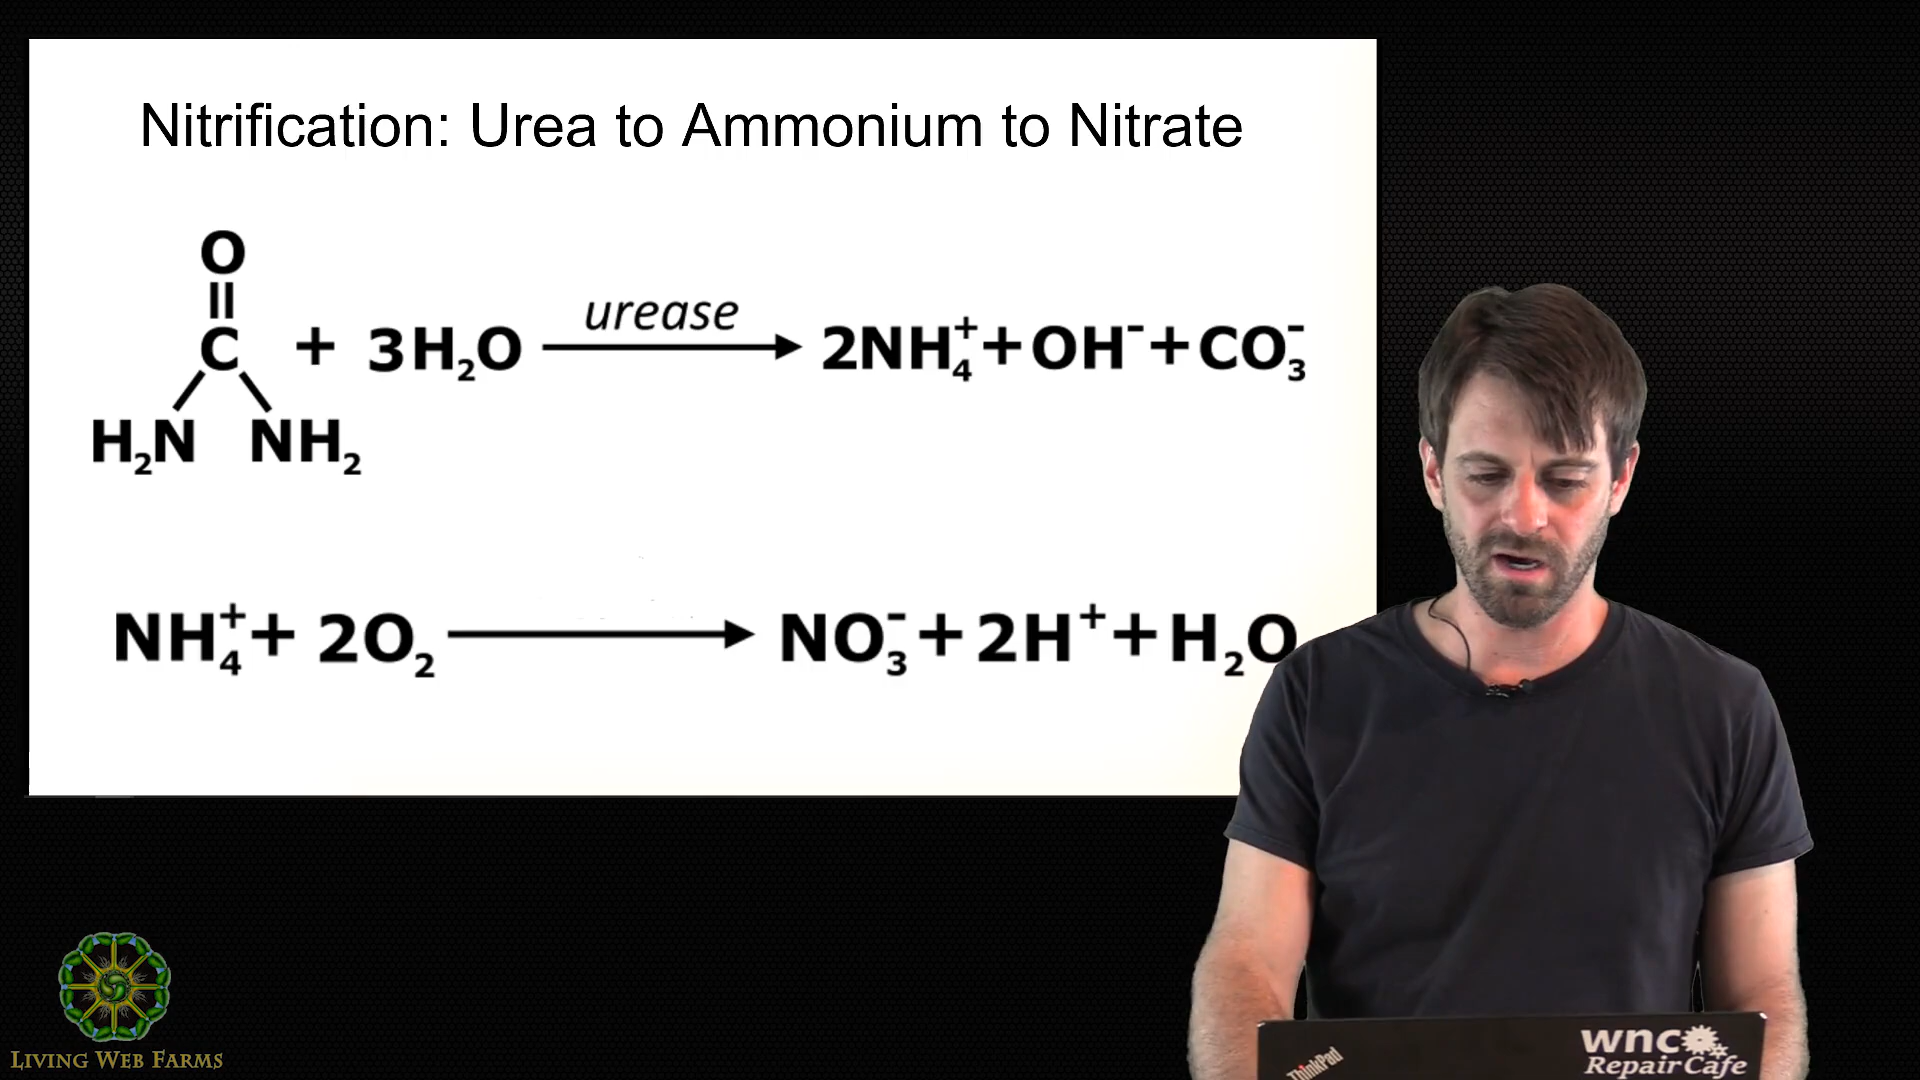 Nitrification: Urea to Ammonium to Nitrate
O
||
C + 3H₂O urease 2NH₄⁺+OH⁻+CO₃⁻
H₂N NH₂
NH₄⁺+ 2O₂ NO₃⁻+2H⁺+H₂O
LIVING WEB FARMS
ThinkPad
wnc
Repair Cafe